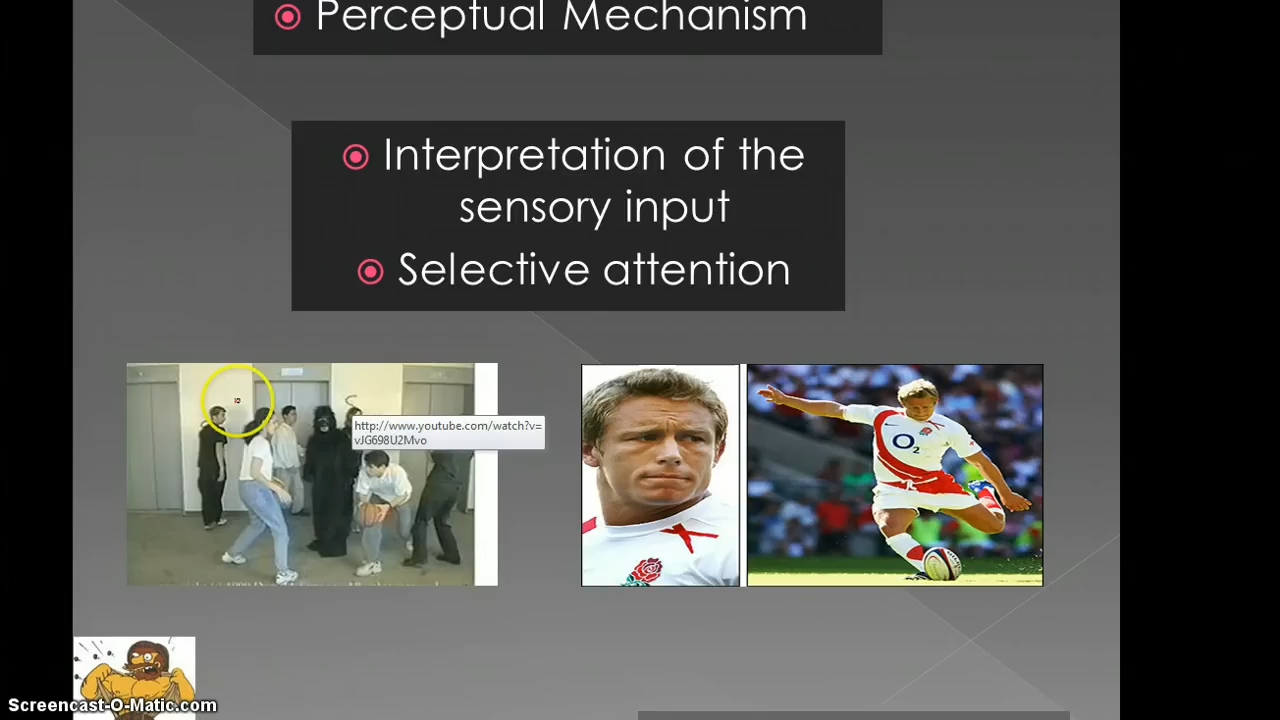 Perceptual Mechanism
Interpretation of the
sensory input
Selective attention
http://www.youtube.com/watch?v=
vJG698U2Mvo
O2
Screencast-O-Matic.com